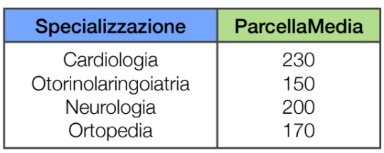 Specializzazione ParcellaMedia
Cardiologia 230
Otorinolaringoiatria 150
Neurologia 200
Ortopedia 170